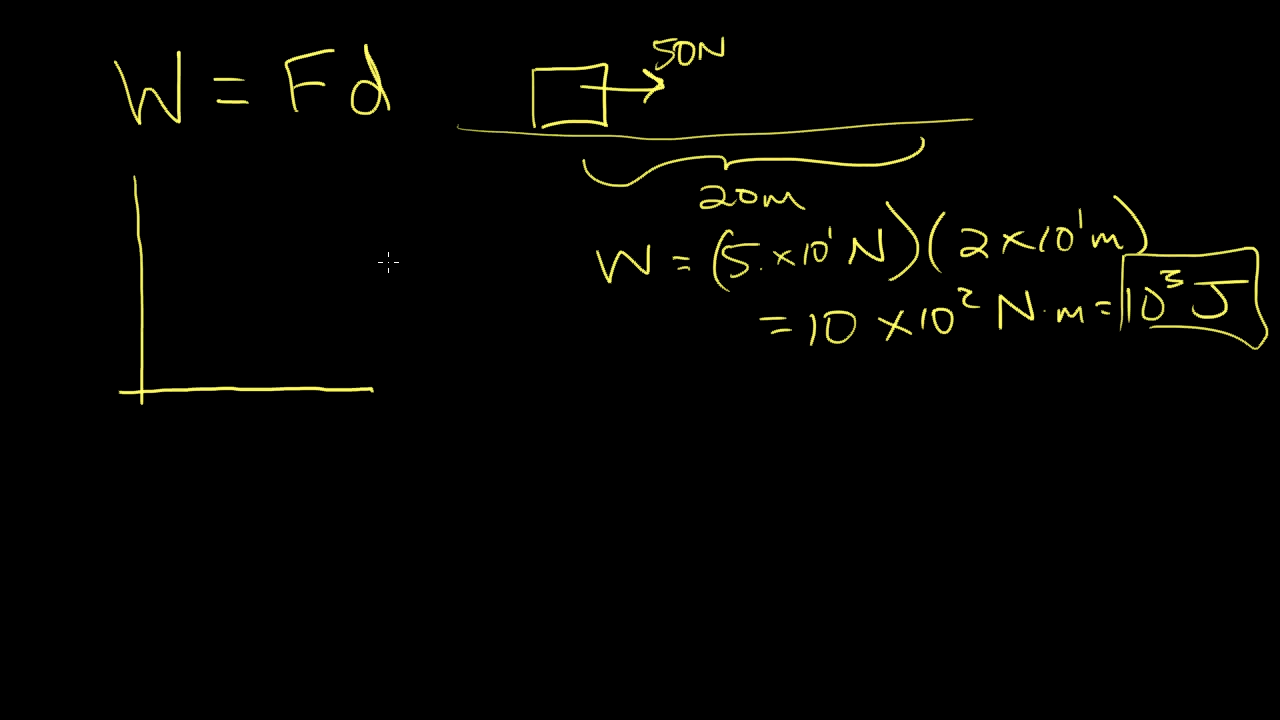 W = Fd
50N
20m
W = (5. × 10¹ N)(2 × 10¹ m)
= 10 × 10² N·m = 10³ J